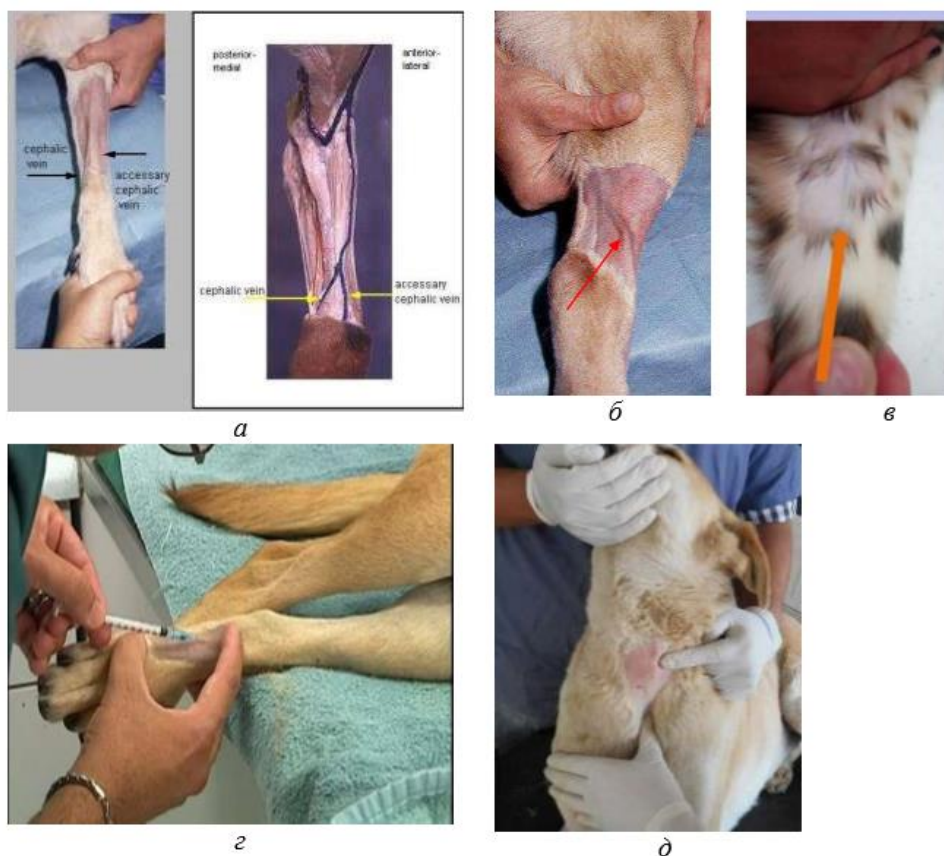 cephalic
vein
accessary
cephalic
vein
posterior-
medial
anterior-
lateral
cephalic vein
accessary
cephalic vein
а
б
в
г
д